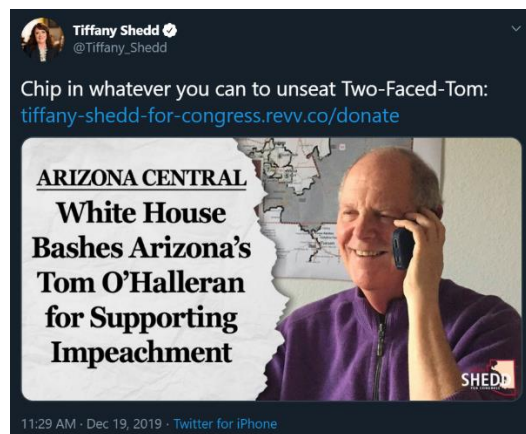 Tiffany Shedd
@Tiffany_Shedd
Chip in whatever you can to unseat Two-Faced-Tom:
tiffany-shedd-for-congress.revv.co/donate
ARIZONA CENTRAL
White House
Bashes Arizona's
Tom O'Halleran
for Supporting
Impeachment
SHEDD
FOR CONGRESS
11:29 AM · Dec 19, 2019 · Twitter for iPhone